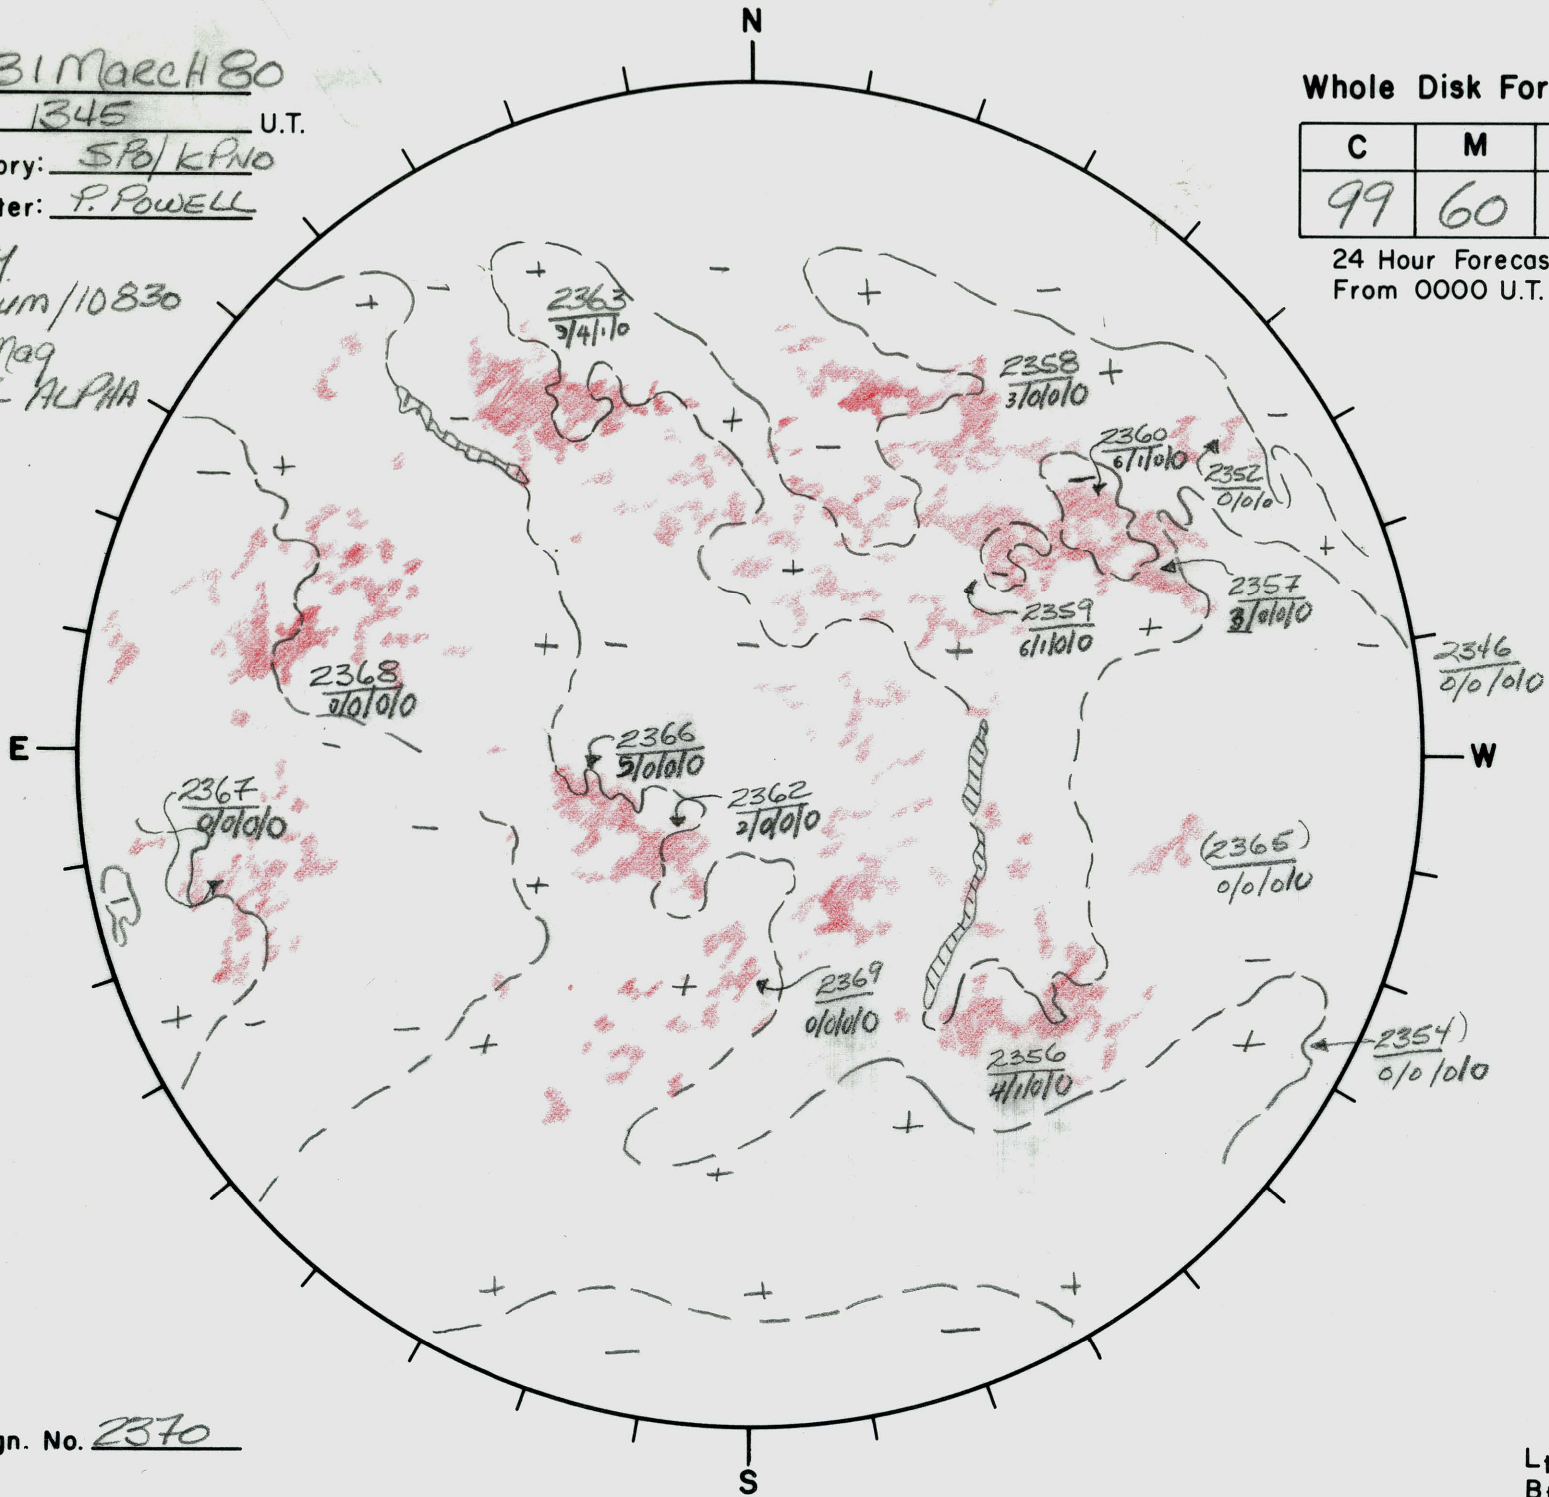 N
31 March 80
1345 U.T.
ory: SPO/KPNO
ter: P. POWELL
um/10830
mag
- ALPHA
Whole Disk For
C M
99 60
24 Hour Forecas
From 0000 U.T.
+ - + - + -
2363
9/4/1/0
2358
3/0/0/0
+
- + - -
2360
6/1/0/0
2352
0/0/0/
- +
+
+
2357
3/0/0/0
2359
6/1/0/0
+
+ - - + -
2346
0/0/0/0
2368
0/0/0/0
E
W
-
2366
5/0/0/0
2367
0/0/0/0
2362
2/0/0/0
-
(2365)
0/0/0/0
+
-
+
2369
0/0/0/0
+ - -
+
+
2354)
0/0/0/0
2356
4/1/0/0
+
+
+ + +
-
-
gn. No. 2370
S